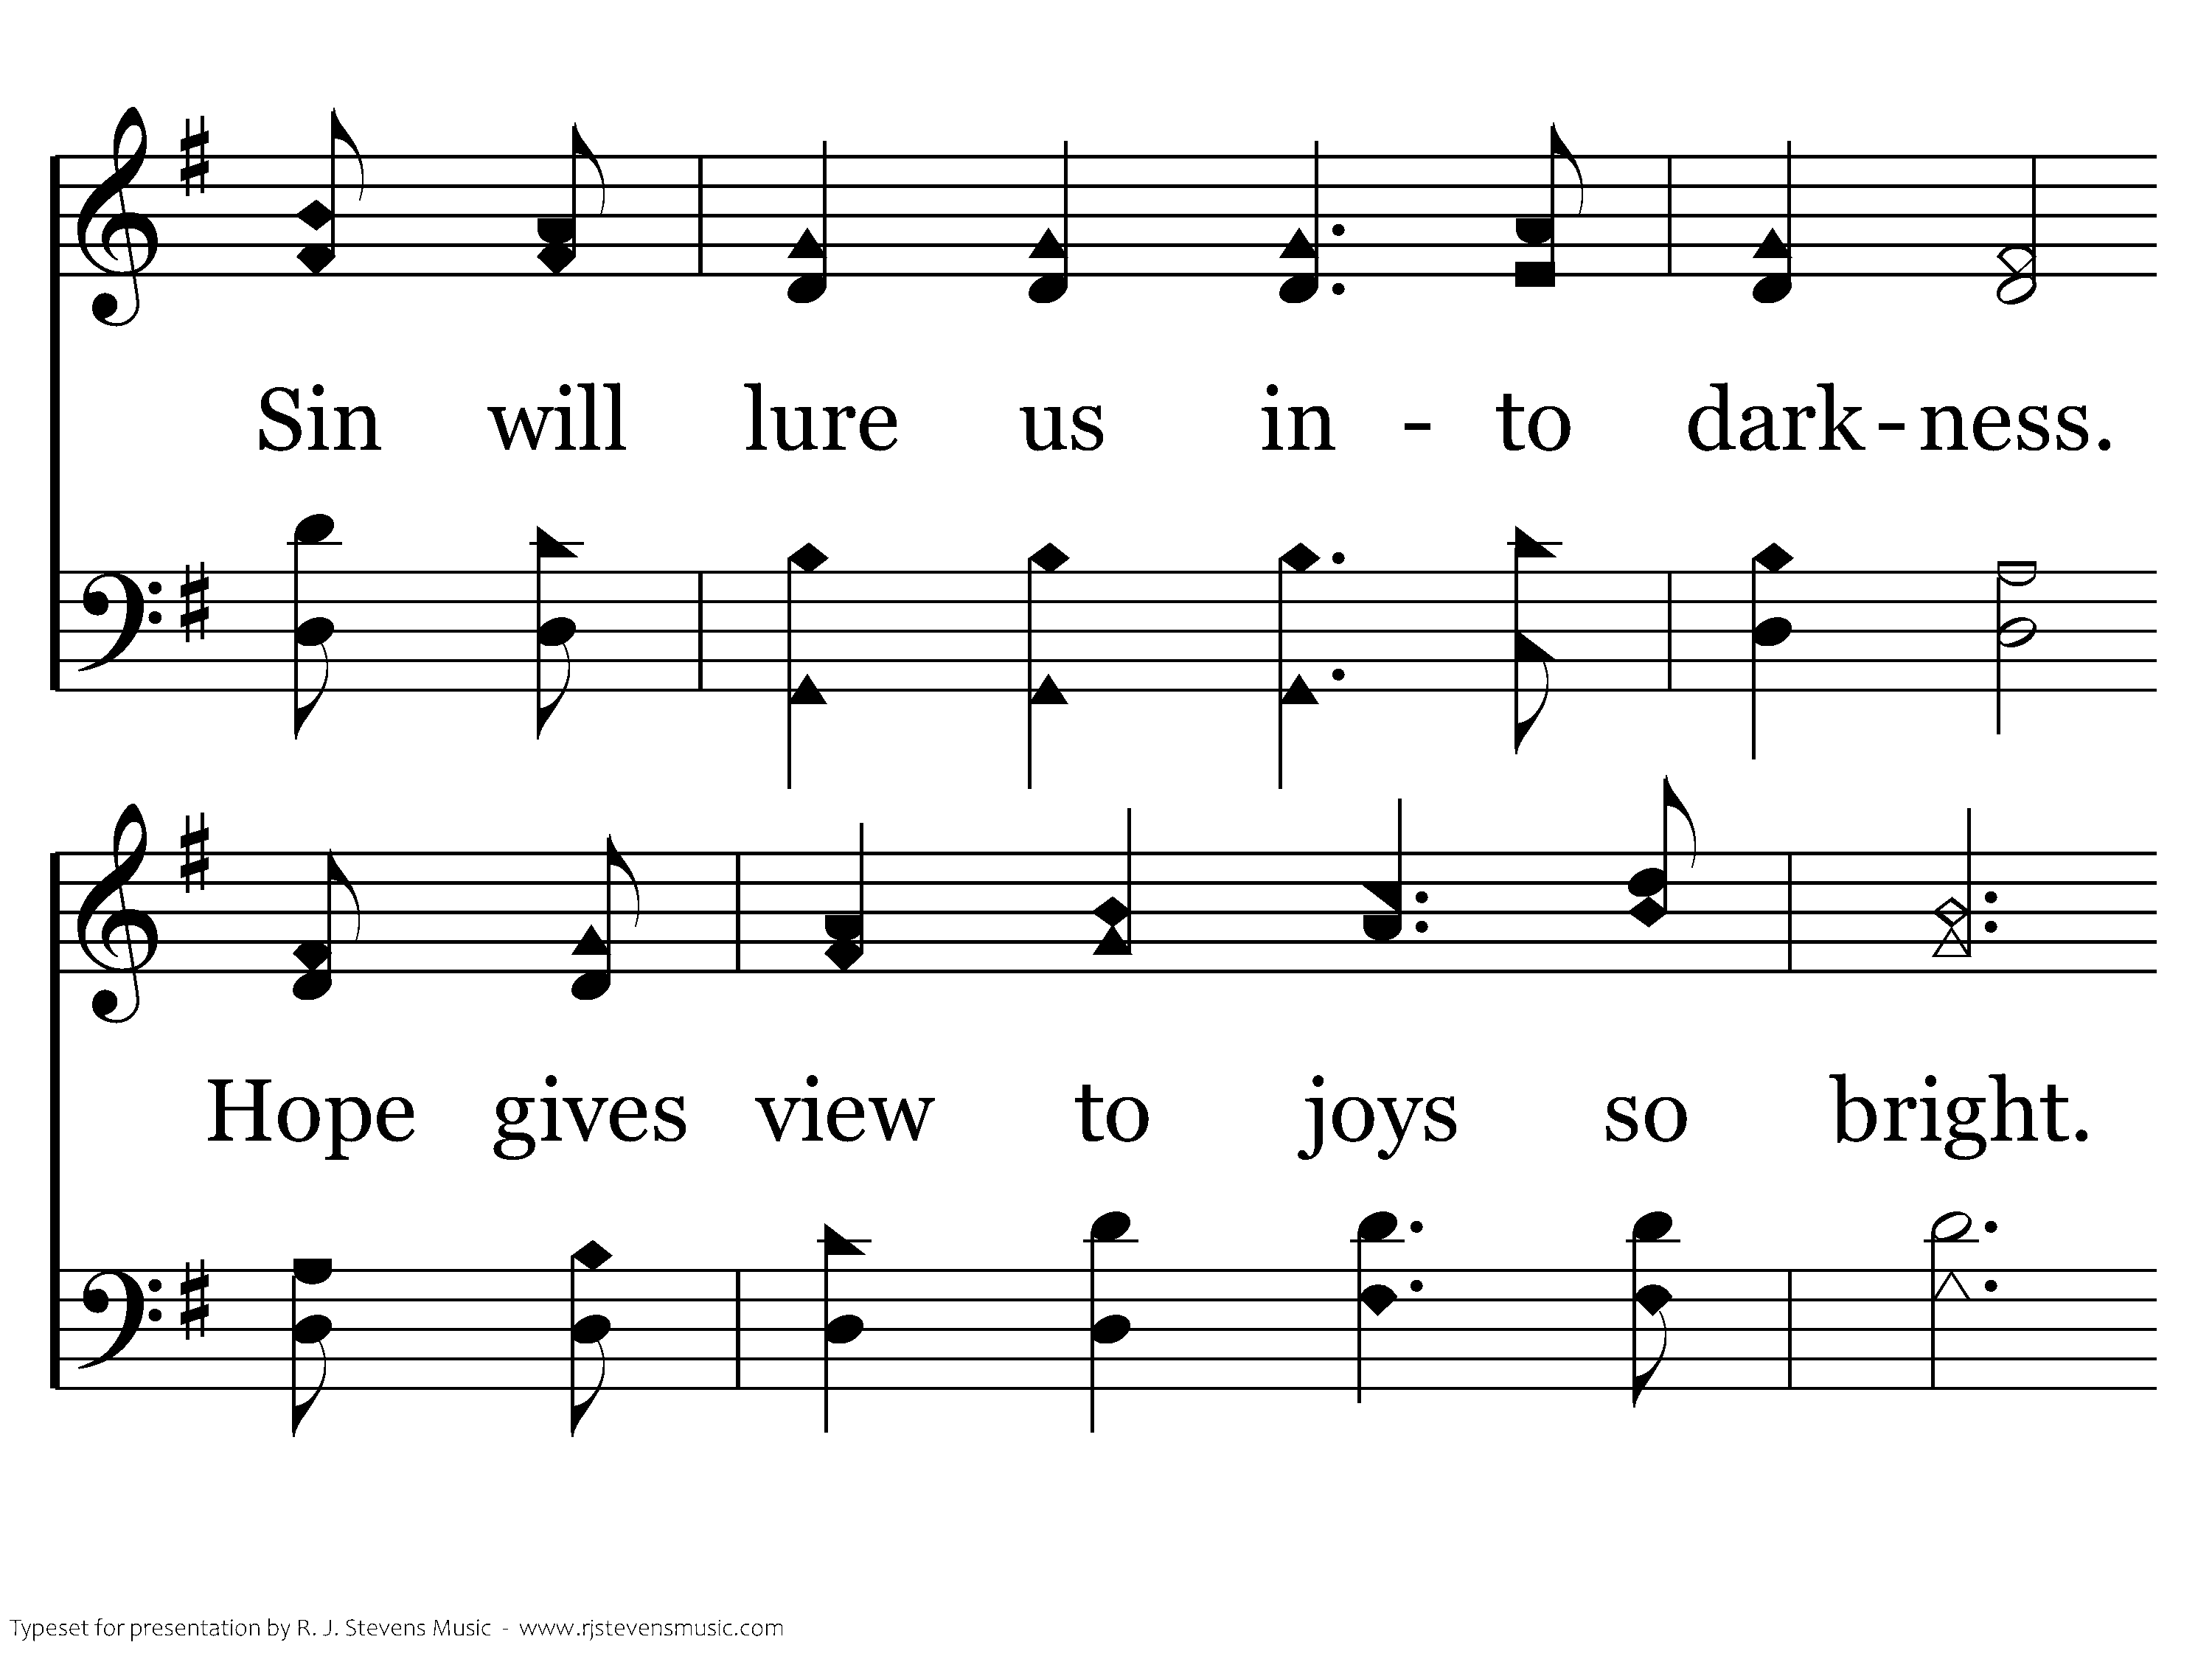 Sin will lure us in - to dark - ness.
Hope gives view to joys so bright.
Typeset for presentation by R. J. Stevens Music - www.rjstevensmusic.com